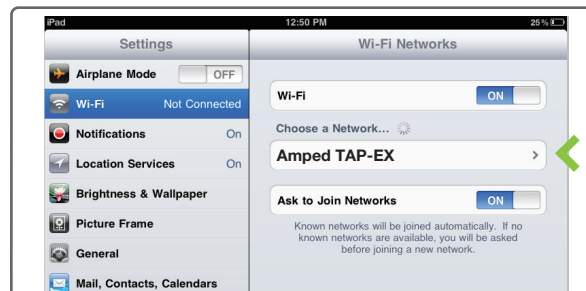 iPad 12:50 PM 25%
Settings
Wi-Fi Networks
Airplane Mode OFF
Wi-Fi Not Connected
Notifications On
Location Services On
Brightness & Wallpaper
Picture Frame
General
Mail, Contacts, Calendars
Wi-Fi ON
Choose a Network...
Amped TAP-EX
Ask to Join Networks ON
Known networks will be joined automatically. If no
known networks are available, you will be asked
before joining a new network.